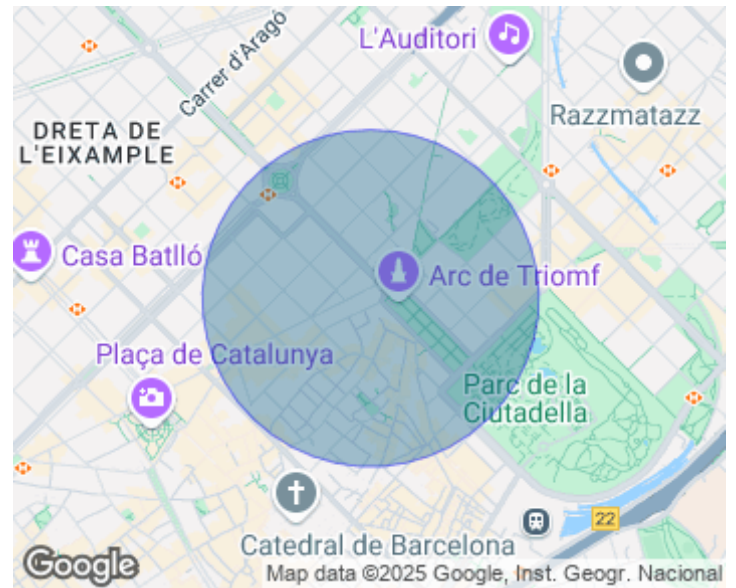 L'Auditori
Carrer d'Aragó
Razzmatazz
DRETA DE
L'EIXAMPLE
Casa Batlló
Arc de Triomf
Plaça de Catalunya
Parc de la
Ciutadella
22
Catedral de Barcelona
Google
Map data ©2025 Google, Inst. Geogr. Nacional